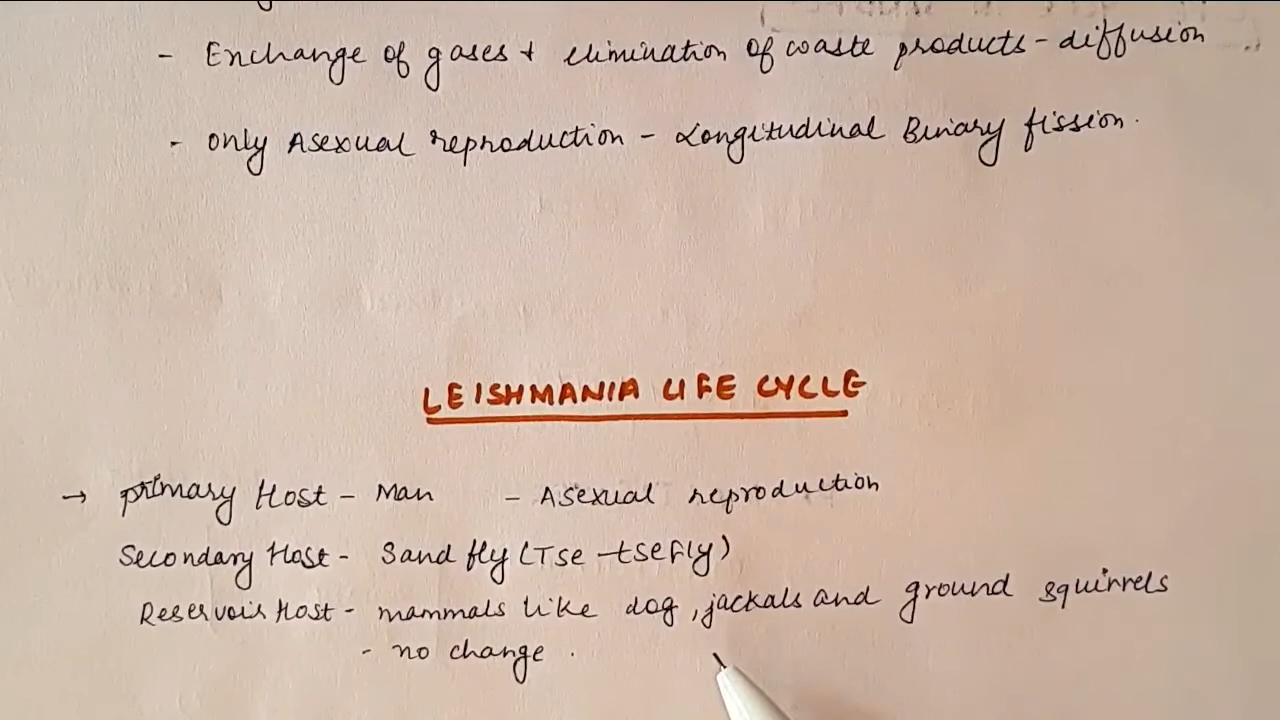 - Exchange of gases + elimination of waste products - diffusion
- only Asexual reproduction - Longitudinal Binary fission.
LEISHMANIA LIFE CYCLE
→ primary Host - Man - Asexual reproduction
Secondary Host - Sand fly (Tse-tsefly)
Reservoir Host - mammals like dog, jackals and ground squirrels
- no change.